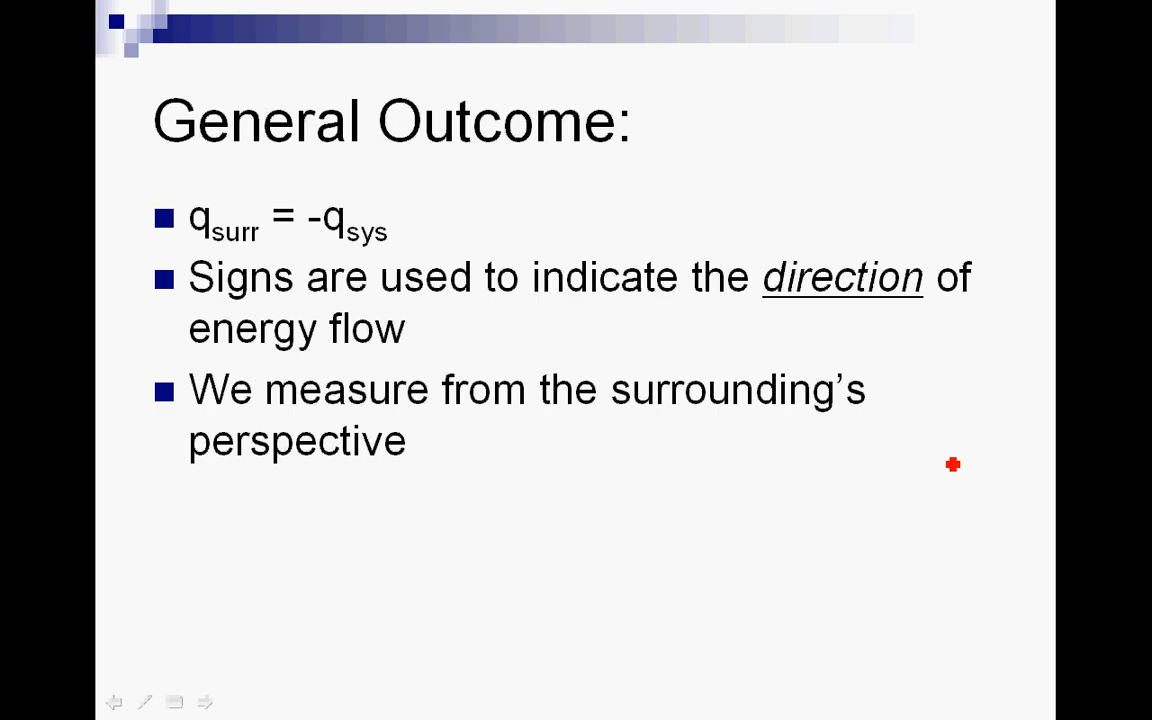 General Outcome:
qsurr = -qsys
Signs are used to indicate the direction of
energy flow
We measure from the surrounding’s
perspective